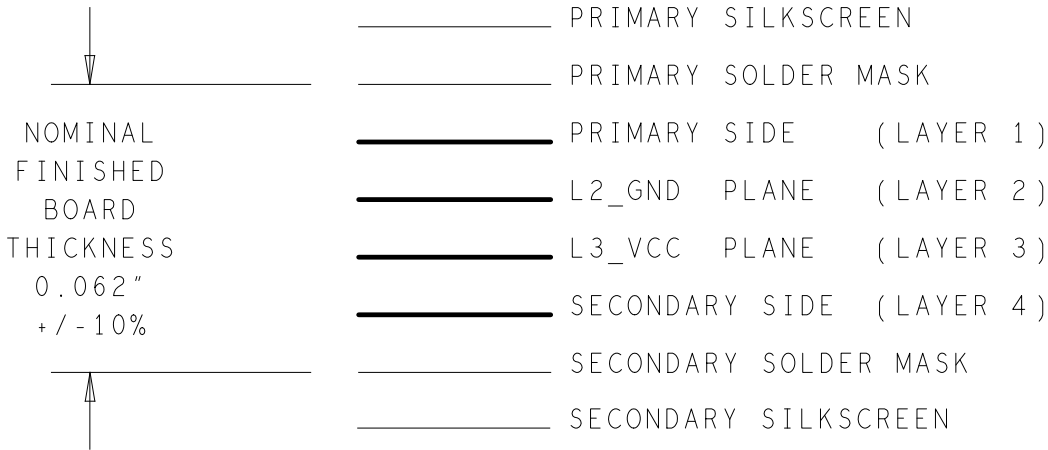 PRIMARY SILKSCREEN
PRIMARY SOLDER MASK
NOMINAL
FINISHED
BOARD
THICKNESS
0.062"
+/-10%
PRIMARY SIDE (LAYER 1)
L2_GND PLANE (LAYER 2)
L3_VCC PLANE (LAYER 3)
SECONDARY SIDE (LAYER 4)
SECONDARY SOLDER MASK
SECONDARY SILKSCREEN